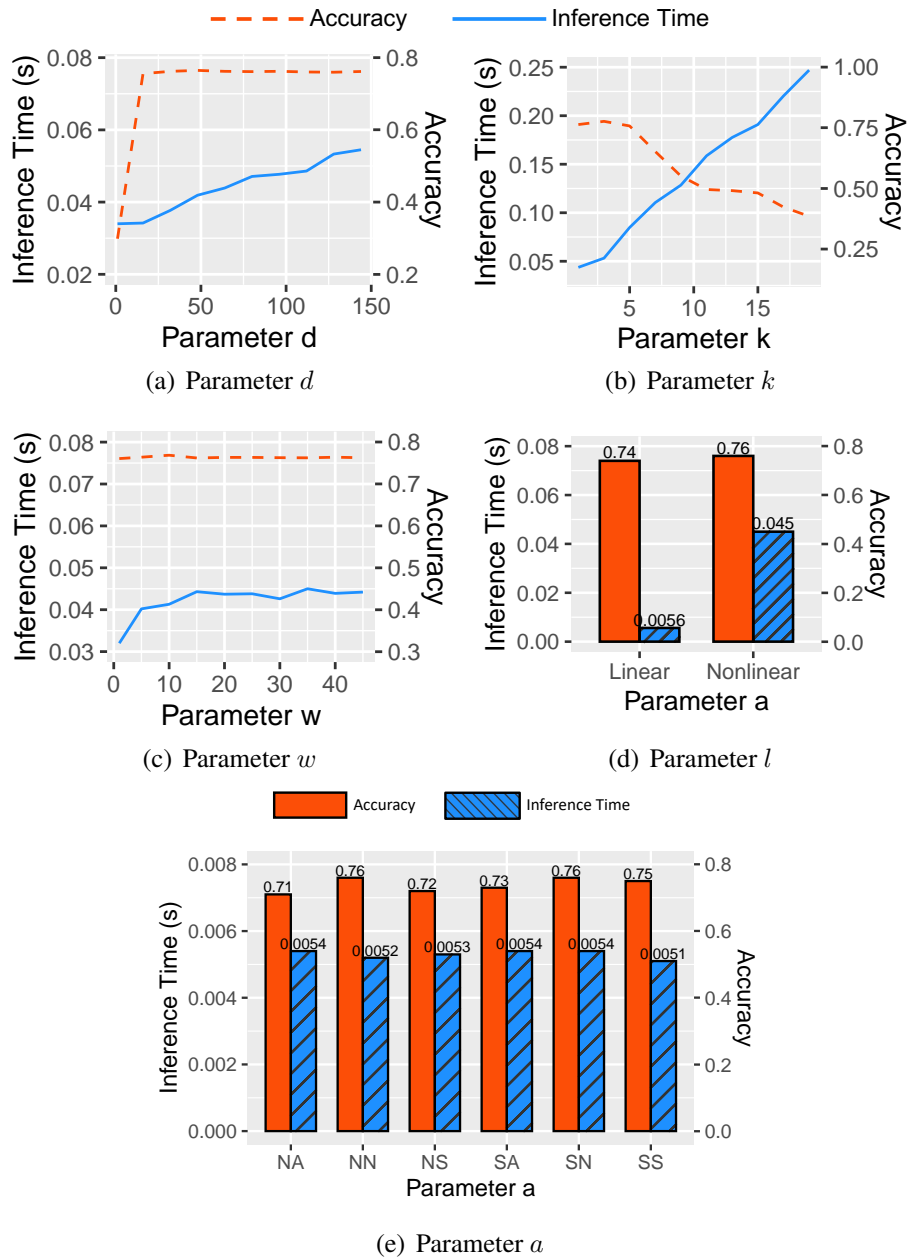 Accuracy Inference Time
Inference Time (s)
0.08
0.06
0.04
0.02
0.8
0.6
0.4
0.2
Accuracy
0 50 100 150
Parameter d
(a) Parameter d
Inference Time (s)
0.25
0.20
0.15
0.10
0.05
1.00
0.75
0.50
0.25
Accuracy
5 10 15
Parameter k
(b) Parameter k
Inference Time (s)
0.08
0.07
0.06
0.05
0.04
0.03
0.8
0.7
0.6
0.5
0.4
0.3
Accuracy
0 10 20 30 40
Parameter w
(c) Parameter w
Inference Time (s)
0.08
0.06
0.04
0.02
0.00
0.74
0.0056
0.76
0.045
0.8
0.6
0.4
0.2
0.0
Accuracy
Linear Nonlinear
Parameter a
(d) Parameter l
Accuracy Inference Time
Inference Time (s)
0.008
0.006
0.004
0.002
0.000
0.71 0.76 0.72 0.73 0.76 0.75
0.0054 0.0052 0.0053 0.0054 0.0054 0.0051
0.8
0.6
0.4
0.2
0.0
Accuracy
NA NN NS SA SN SS
Parameter a
(e) Parameter a